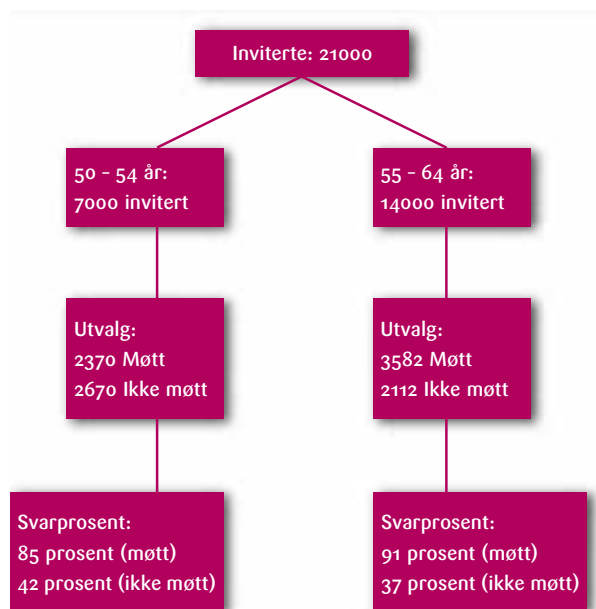 Inviterte: 21000
50 - 54 år:
7000 invitert
55 - 64 år:
14000 invitert
Utvalg:
2370 Møtt
2670 Ikke møtt
Utvalg:
3582 Møtt
2112 Ikke møtt
Svarprosent:
85 prosent (møtt)
42 prosent (ikke møtt)
Svarprosent:
91 prosent (møtt)
37 prosent (ikke møtt)